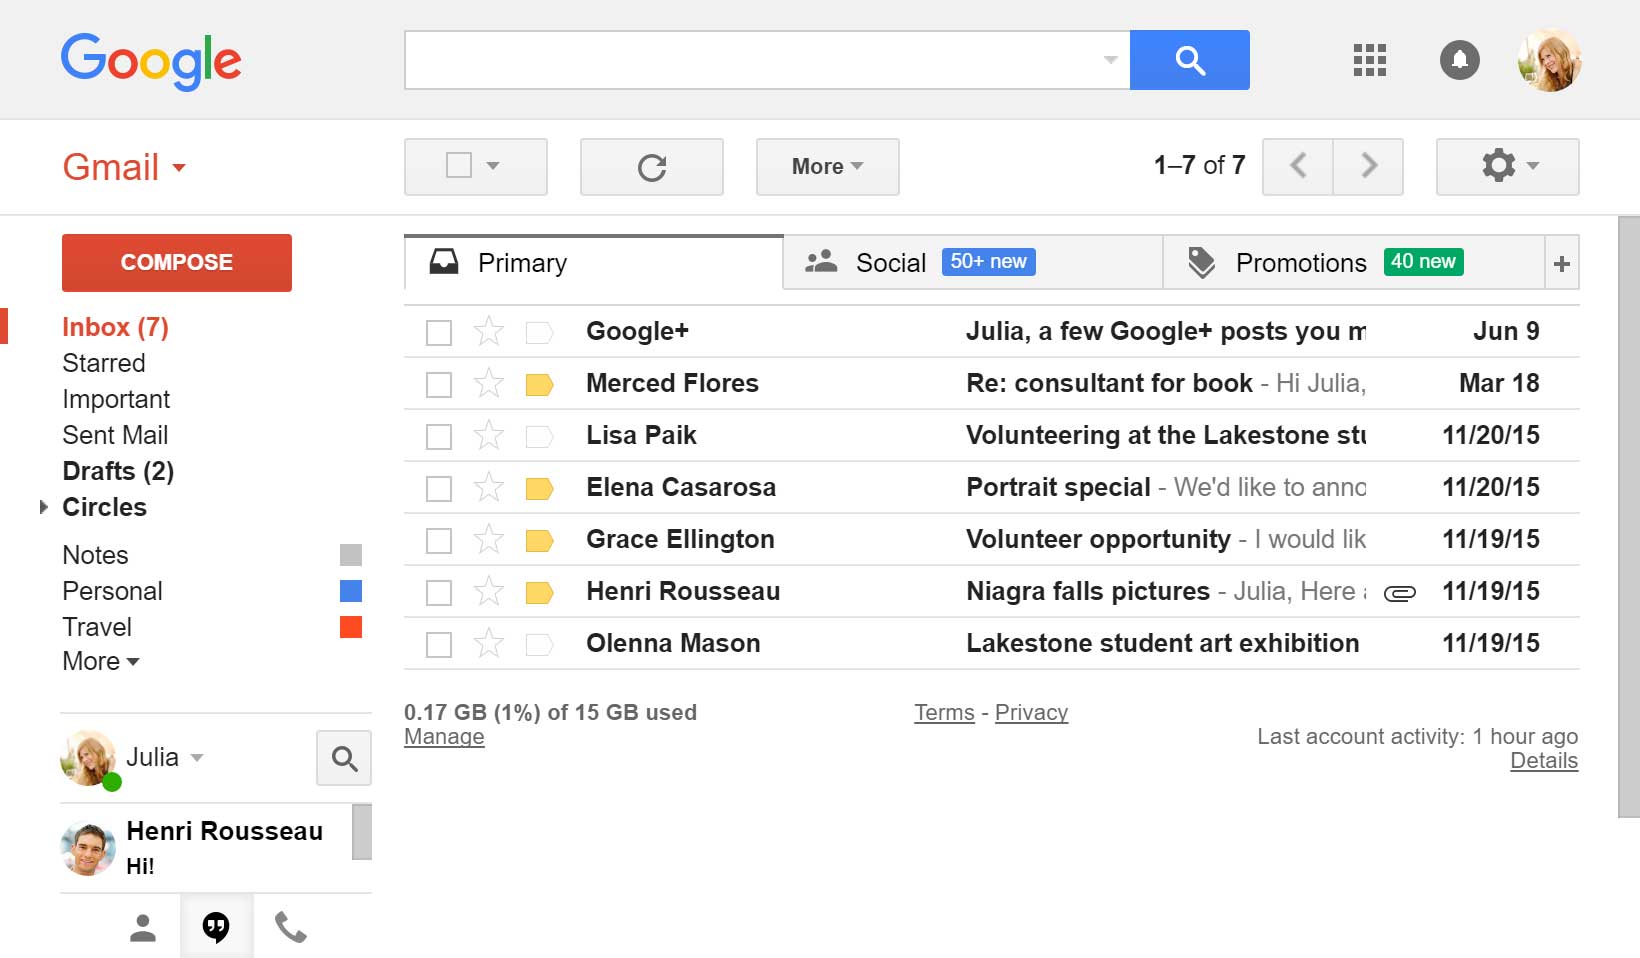 Google
Gmail
More
1–7 of 7
COMPOSE
Inbox (7)
Starred
Important
Sent Mail
Drafts (2)
Circles
Notes
Personal
Travel
More
Julia
Henri Rousseau
Hi!
Primary
Social 50+ new
Promotions 40 new
+
Google+ Julia, a few Google+ posts you m Jun 9
Merced Flores Re: consultant for book - Hi Julia, Mar 18
Lisa Paik Volunteering at the Lakestone stu 11/20/15
Elena Casarosa Portrait special - We'd like to anno 11/20/15
Grace Ellington Volunteer opportunity - I would lik 11/19/15
Henri Rousseau Niagra falls pictures - Julia, Here a 11/19/15
Olenna Mason Lakestone student art exhibition 11/19/15
0.17 GB (1%) of 15 GB used
Manage
Terms - Privacy
Last account activity: 1 hour ago
Details